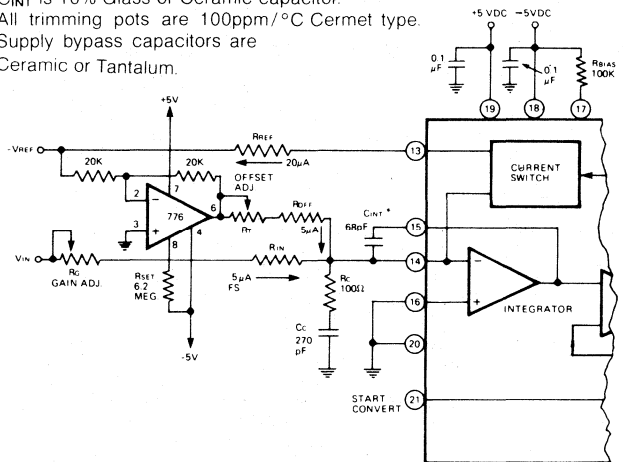 CINT is 10% Glass or Ceramic capacitor.
All trimming pots are 100ppm/°C Cermet type.
Supply bypass capacitors are
Ceramic or Tantalum.
+5 VDC -5VDC
0.1 µF
0.1 µF
RBIAS 100K
19
18
17
+5V
-VREF
RREF
20µA
13
20K
20K
OFFSET ADJ
CURRENT SWITCH
2
7
-
776
6
RT
ROFF
5µA
CINT *
68pF
15
3
+
8
4
VIN
RG
GAIN ADJ.
RSET 6.2 MEG
RIN
5µA FS
14
-
RC 100Ω
16
+
INTEGRATOR
CC 270 pF
20
-5V
START CONVERT
21